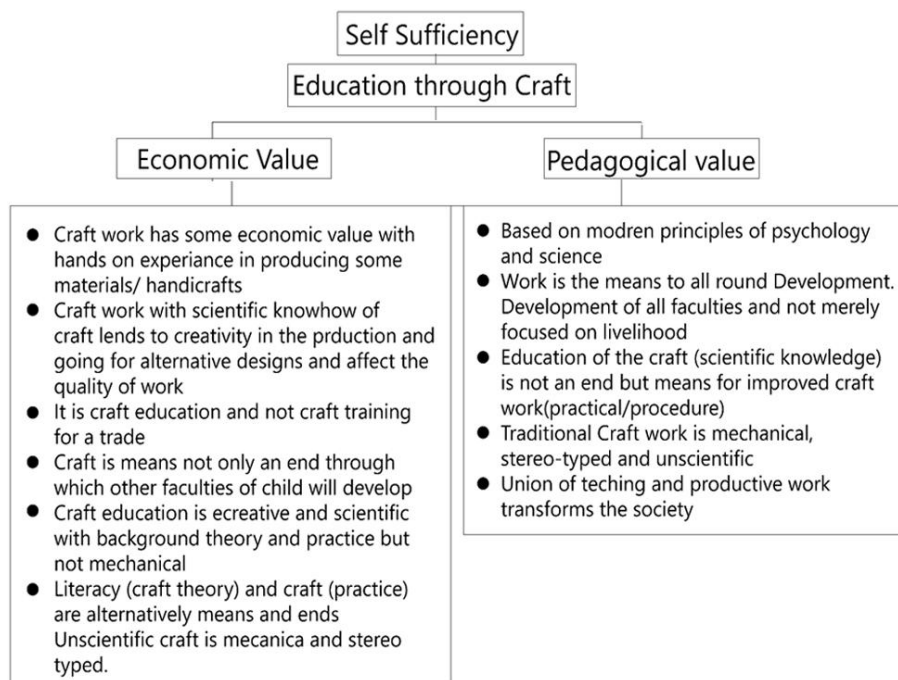 Self Sufficiency
Education through Craft
Economic Value
Pedagogical value
● Craft work has some economic value with
hands on experiance in producing some
materials/ handicrafts
● Craft work with scientific knowhow of
craft lends to creativity in the prduction and
going for alternative designs and affect the
quality of work
● It is craft education and not craft training
for a trade
● Craft is means not only an end through
which other faculties of child will develop
● Craft education is ecreative and scientific
with background theory and practice but
not mechanical
● Literacy (craft theory) and craft (practice)
are alternatively means and ends
Unscientific craft is mecanica and stereo
typed.
● Based on modren principles of psychology
and science
● Work is the means to all round Development.
Development of all faculties and not merely
focused on livelihood
● Education of the craft (scientific knowledge)
is not an end but means for improved craft
work(practical/procedure)
● Traditional Craft work is mechanical,
stereo-typed and unscientific
● Union of teching and productive work
transforms the society